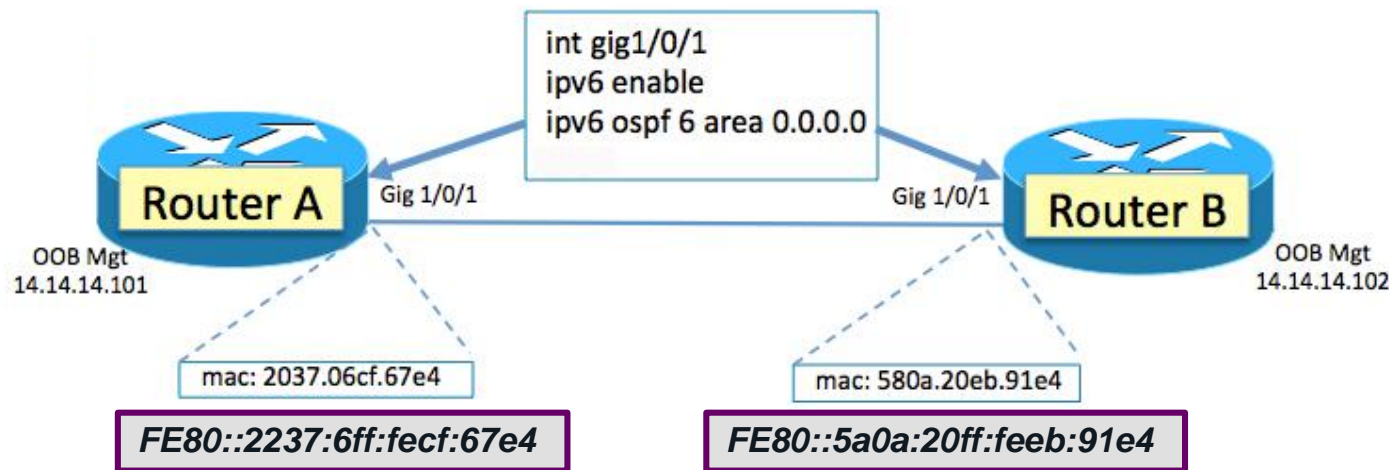 int gig1/0/1
ipv6 enable
ipv6 ospf 6 area 0.0.0.0
Router A
Gig 1/0/1
Gig 1/0/1
Router B
OOB Mgt
14.14.14.101
OOB Mgt
14.14.14.102
mac: 2037.06cf.67e4
mac: 580a.20eb.91e4
FE80::2237:6ff:fecf:67e4
FE80::5a0a:20ff:feeb:91e4